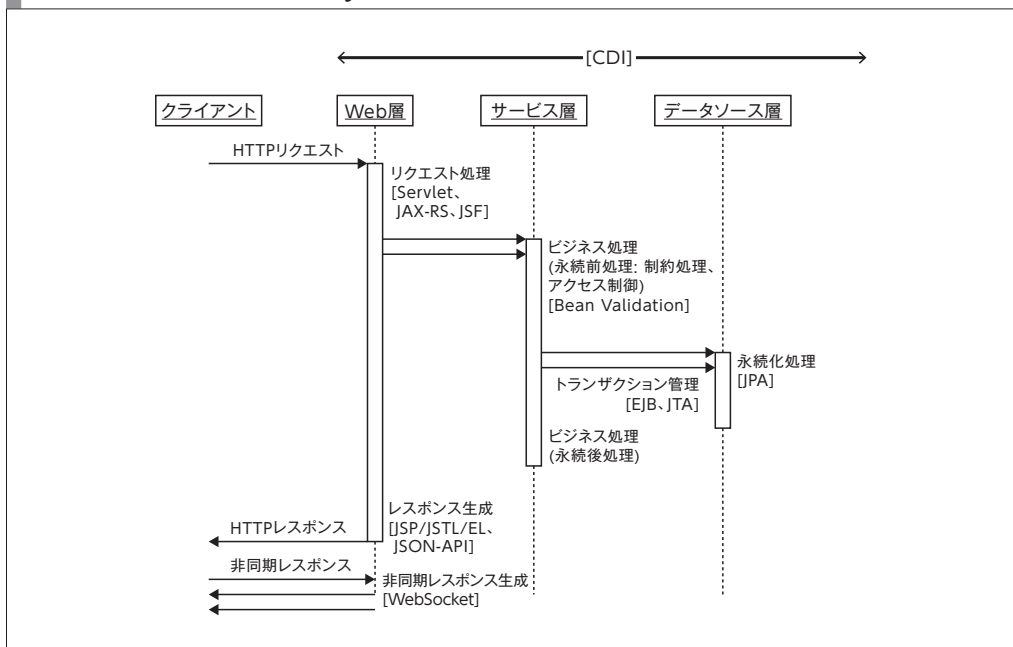 [CDI]
クライアント
Web層
サービス層
データソース層
HTTPリクエスト
リクエスト処理
[Servlet、
JAX-RS、JSF]
ビジネス処理
(永続前処理: 制約処理、
アクセス制御)
[Bean Validation]
永続化処理
[JPA]
トランザクション管理
[EJB、JTA]
ビジネス処理
(永続後処理)
レスポンス生成
[JSP/JSTL/EL、
JSON-API]
HTTPレスポンス
非同期レスポンス
非同期レスポンス生成
[WebSocket]